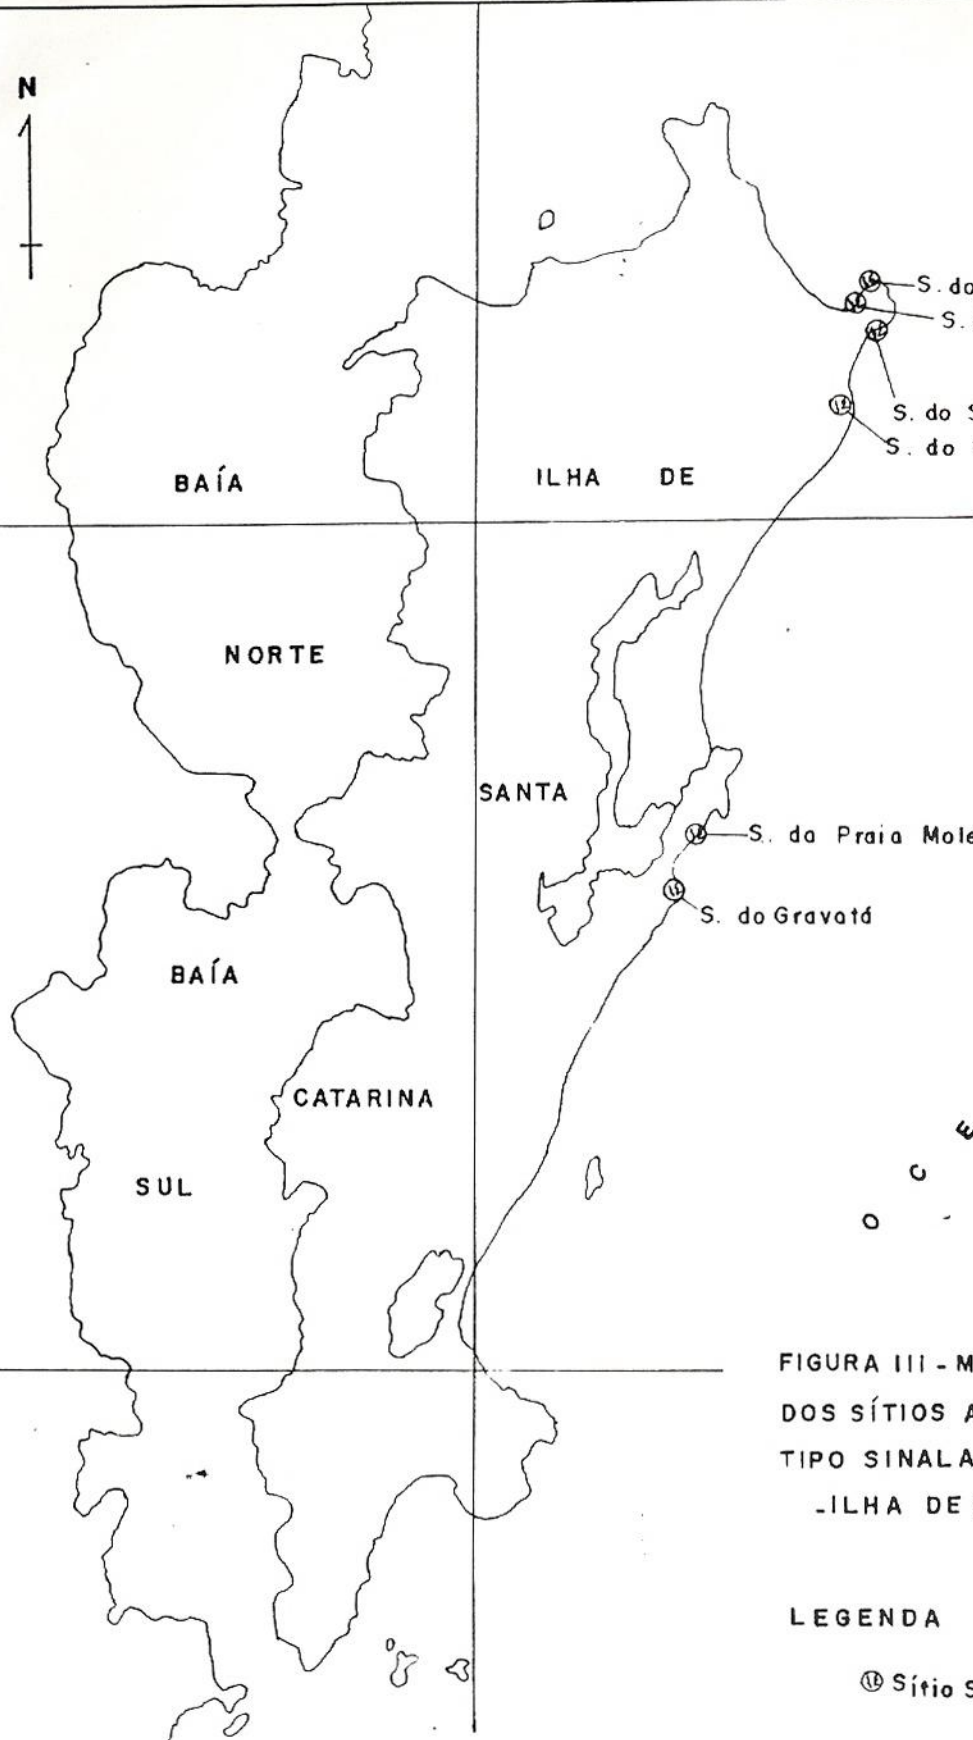 N
S. do
S.
S. do S
S. do
BAÍA
ILHA DE
NORTE
SANTA
S. da Praia Mole
S. do Gravatá
BAÍA
CATARINA
SUL
O C E
FIGURA III - M
DOS SÍTIOS A
TIPO SINALA
-ILHA DE
LEGENDA
Sítio S